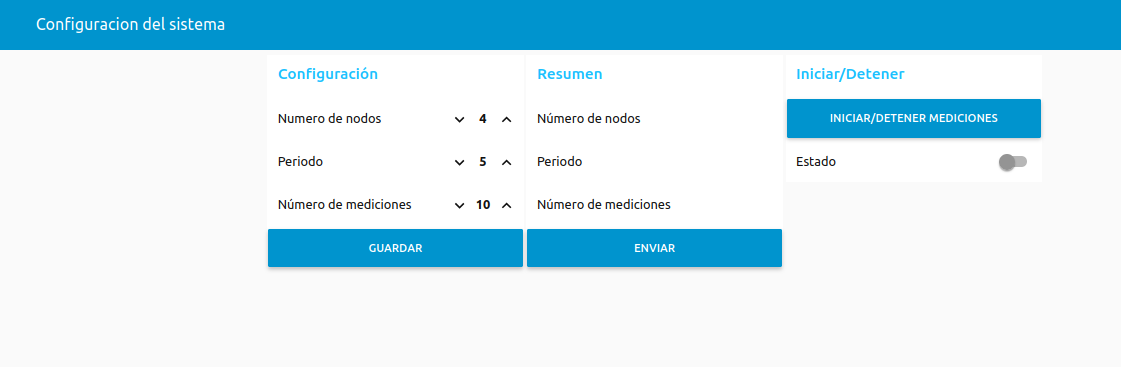 Configuracion del sistema
Configuración
Numero de nodos 4
Periodo 5
Número de mediciones 10
GUARDAR
Resumen
Número de nodos
Periodo
Número de mediciones
ENVIAR
Iniciar/Detener
INICIAR/DETENER MEDICIONES
Estado